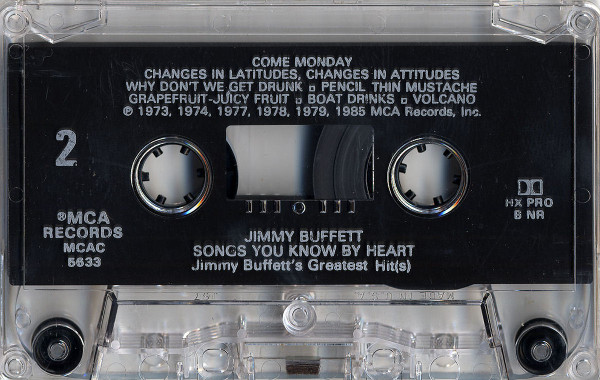 COME MONDAY
CHANGES IN LATITUDES, CHANGES IN ATTITUDES
WHY DON'T WE GET DRUNK ▫ PENCIL THIN MUSTACHE
GRAPEFRUIT-JUICY FRUIT ▫ BOAT DRINKS ▫ VOLCANO
℗ 1973, 1974, 1977, 1978, 1979, 1985 MCA Records, Inc.
2
®MCA
RECORDS
MCAC
5633
HX PRO
B NR
JIMMY BUFFETT
SONGS YOU KNOW BY HEART
Jimmy Buffett's Greatest Hit(s)